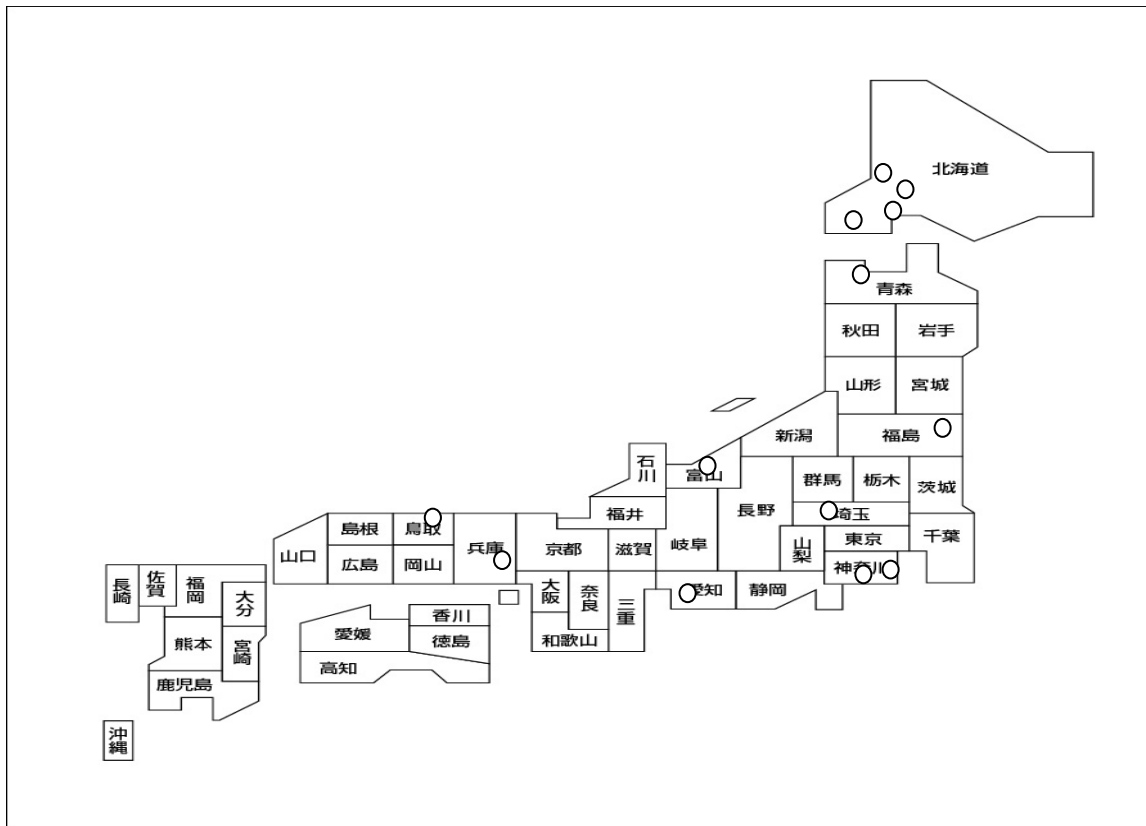 北海道
青森
秋田
岩手
山形
宮城
新潟
福島
石川
富山
群馬
栃木
茨城
福井
長野
埼玉
島根
鳥取
兵庫
京都
滋賀
岐阜
山梨
東京
千葉
山口
広島
岡山
神奈川
長崎
佐賀
福岡
大分
大阪
奈良
三重
愛知
静岡
香川
愛媛
徳島
和歌山
熊本
宮崎
高知
鹿児島
沖縄